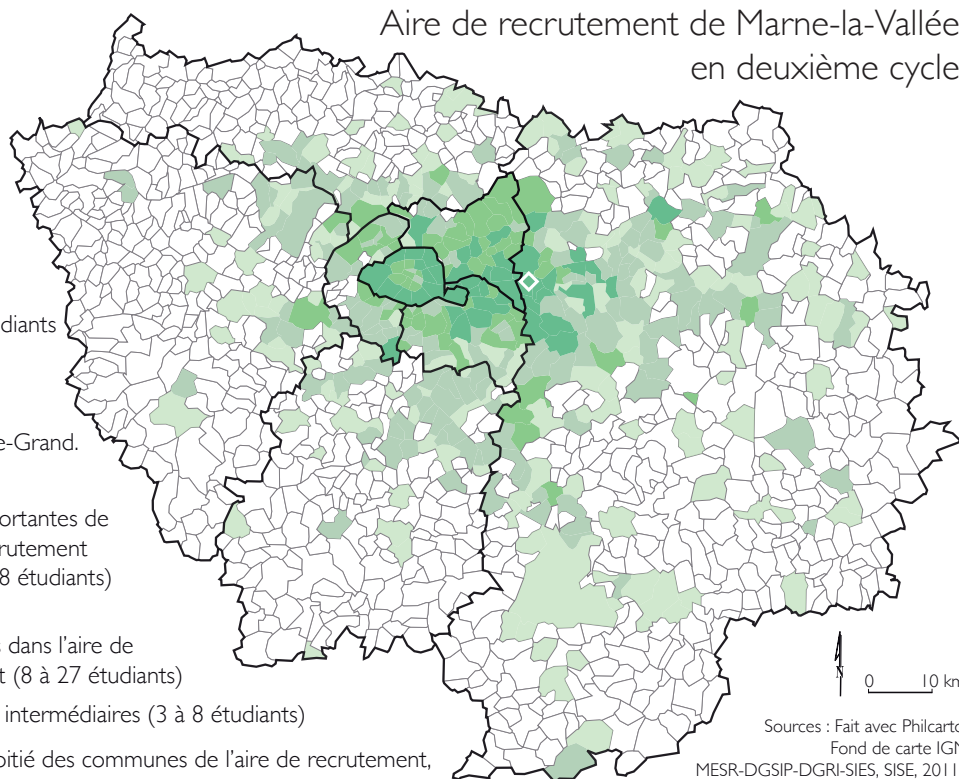 Aire de recrutement de Marne-la-Vallée
en deuxième cycle
diants
e-Grand.
portantes de
rutement
8 étudiants)
s dans l'aire de
t (8 à 27 étudiants)
intermédiaires (3 à 8 étudiants)
oitié des communes de l'aire de recrutement,
N
0 10 km
Sources : Fait avec Philcarto
Fond de carte IGN
MESR-DGSIP-DGRI-SIES, SISE, 2011